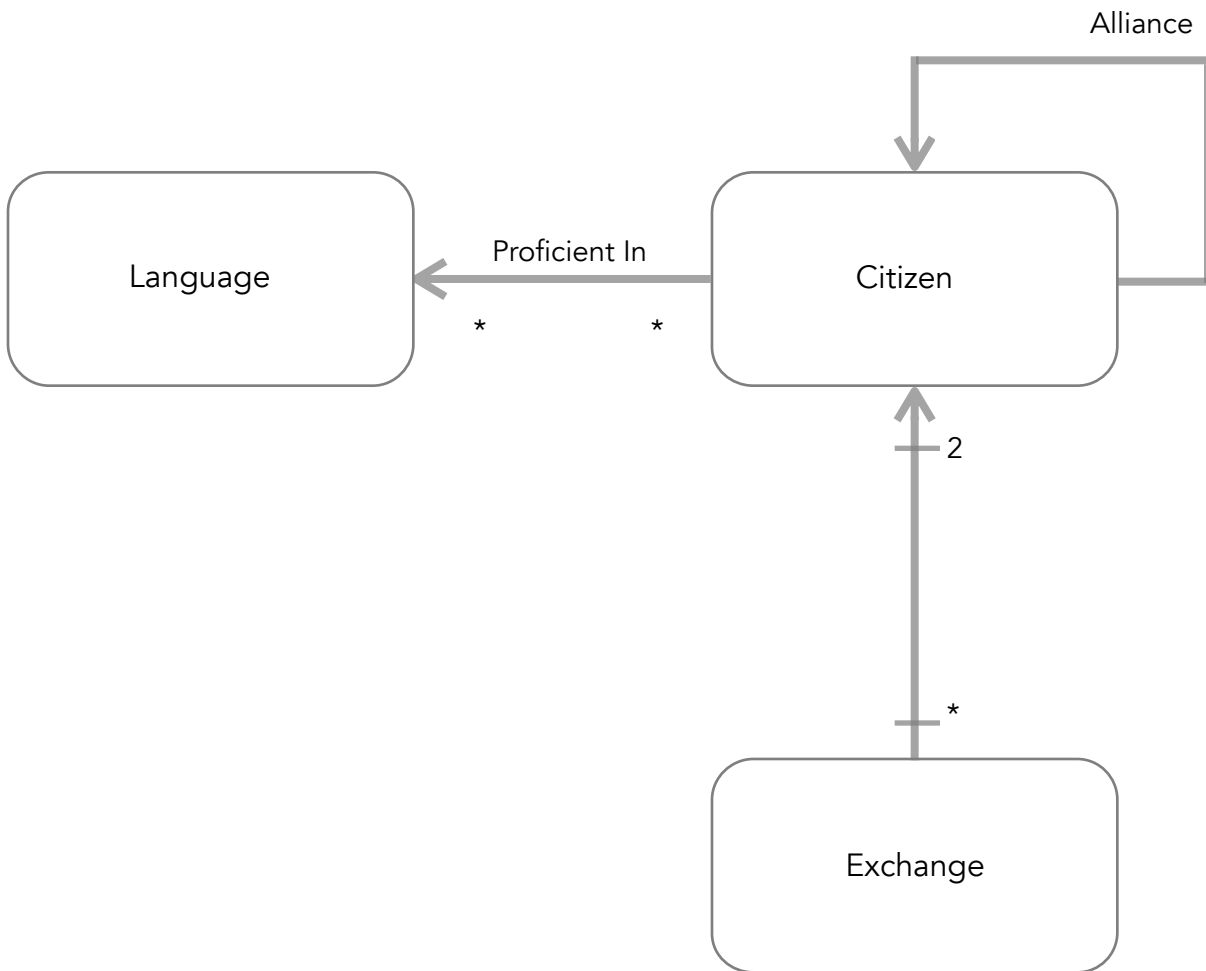 Alliance
Language
Proficient In
Citizen
*
*
2
*
Exchange